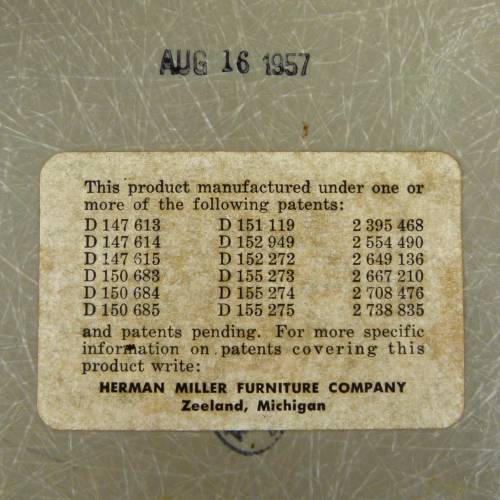 AUG 16 1957
This product manufactured under one or
more of the following patents:
D 147 613 D 151 119 2 395 468
D 147 614 D 152 949 2 554 490
D 147 615 D 152 272 2 649 136
D 150 683 D 155 273 2 667 210
D 150 684 D 155 274 2 708 476
D 150 685 D 155 275 2 738 835
and patents pending. For more specific
information on patents covering this
product write:
HERMAN MILLER FURNITURE COMPANY
Zeeland, Michigan